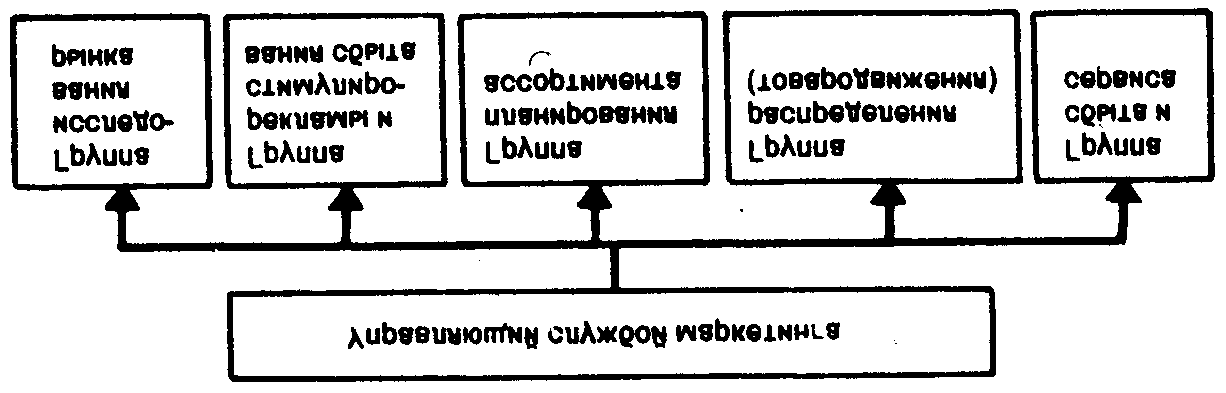 Управляющий службой маркетинга
Группа
исследо-
вания
рынка
Группа
рекламы и
стимулиро-
вания сбыта
Группа
планирования
ассортимента
Группа
распределения
(товародвижения)
Группа
сбыта и
сервиса